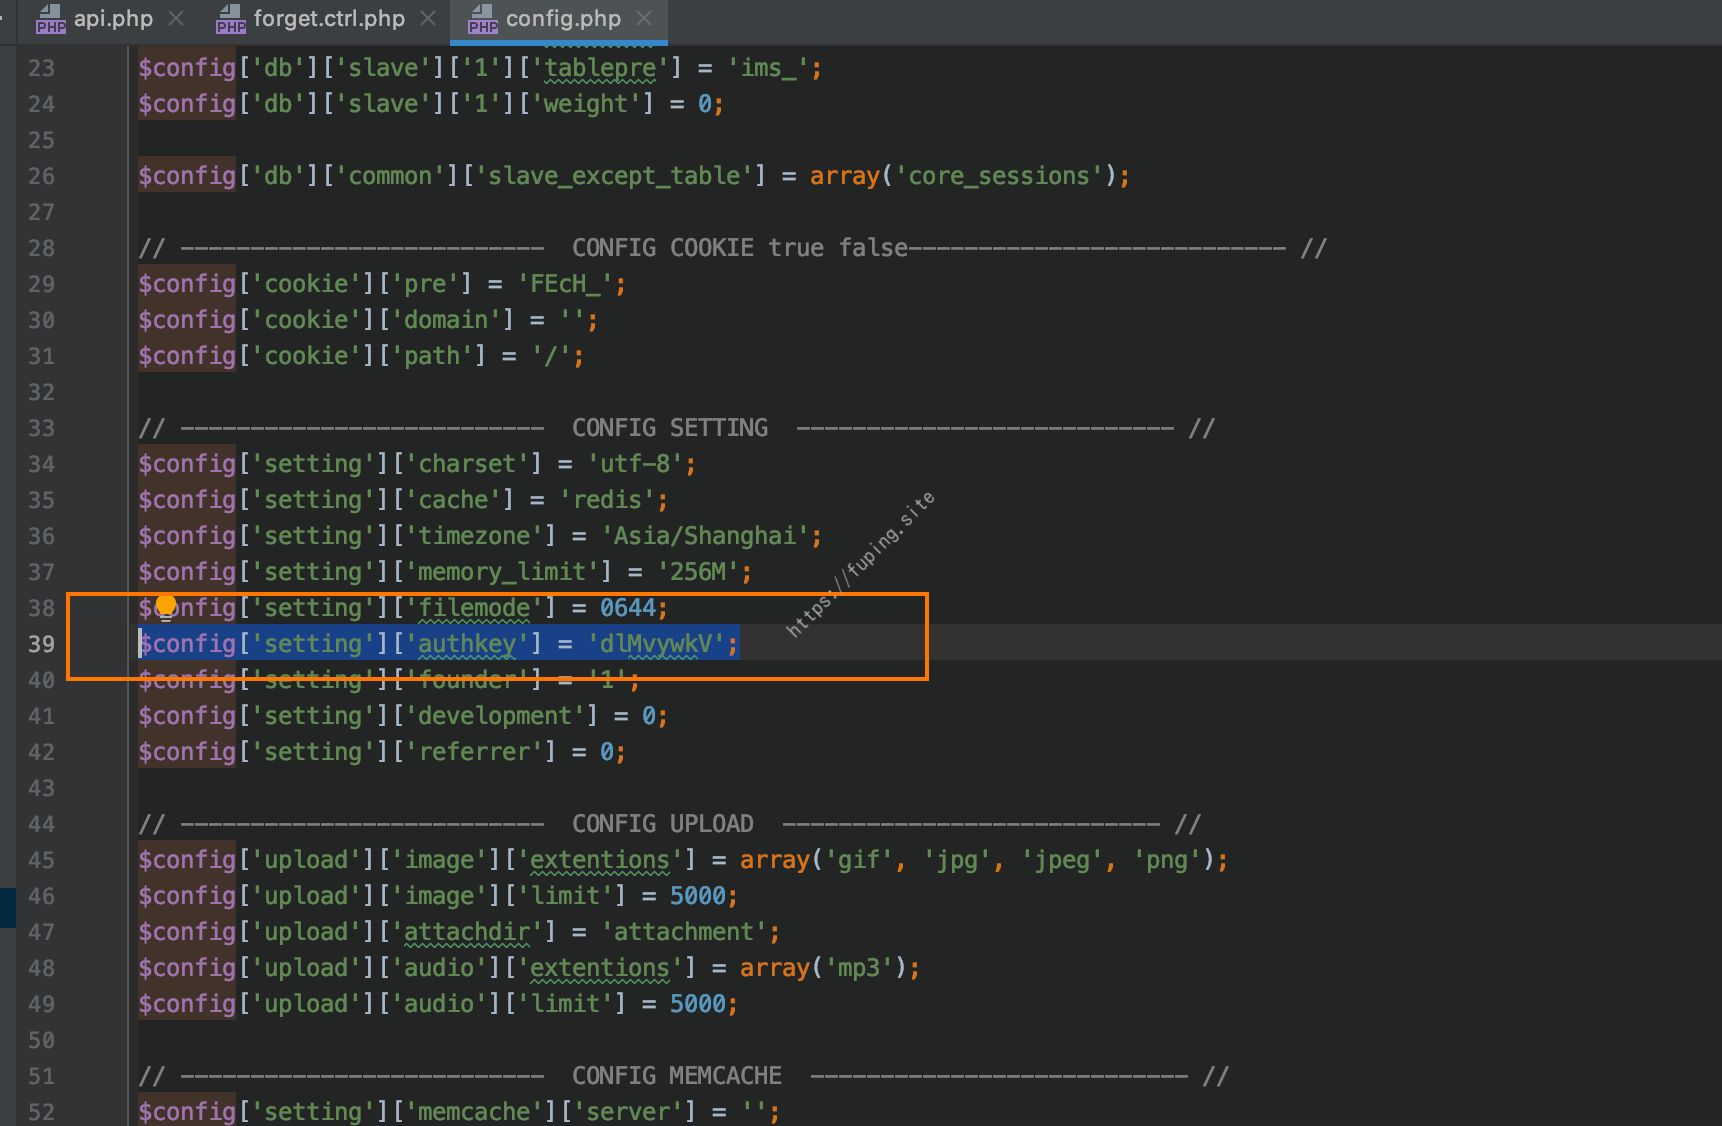 api.php
forget.ctrl.php
config.php
23 $config['db']['slave']['1']['tablepre'] = 'ims_';
24 $config['db']['slave']['1']['weight'] = 0;
25
26 $config['db']['common']['slave_except_table'] = array('core_sessions');
27
28 // -------------------------- CONFIG COOKIE true false--------------------------- //
29 $config['cookie']['pre'] = 'FEcH_';
30 $config['cookie']['domain'] = '';
31 $config['cookie']['path'] = '/';
32
33 // -------------------------- CONFIG SETTING --------------------------- //
34 $config['setting']['charset'] = 'utf-8';
35 $config['setting']['cache'] = 'redis';
36 $config['setting']['timezone'] = 'Asia/Shanghai';
37 $config['setting']['memory_limit'] = '256M';
38 $config['setting']['filemode'] = 0644;
39 $config['setting']['authkey'] = 'dlMvywkV';
40 $config['setting']['founder'] = '1';
41 $config['setting']['development'] = 0;
42 $config['setting']['referrer'] = 0;
43
44 // -------------------------- CONFIG UPLOAD --------------------------- //
45 $config['upload']['image']['extentions'] = array('gif', 'jpg', 'jpeg', 'png');
46 $config['upload']['image']['limit'] = 5000;
47 $config['upload']['attachdir'] = 'attachment';
48 $config['upload']['audio']['extentions'] = array('mp3');
49 $config['upload']['audio']['limit'] = 5000;
50
51 // -------------------------- CONFIG MEMCACHE --------------------------- //
52 $config['setting']['memcache']['server'] = '';
https://fuping.site